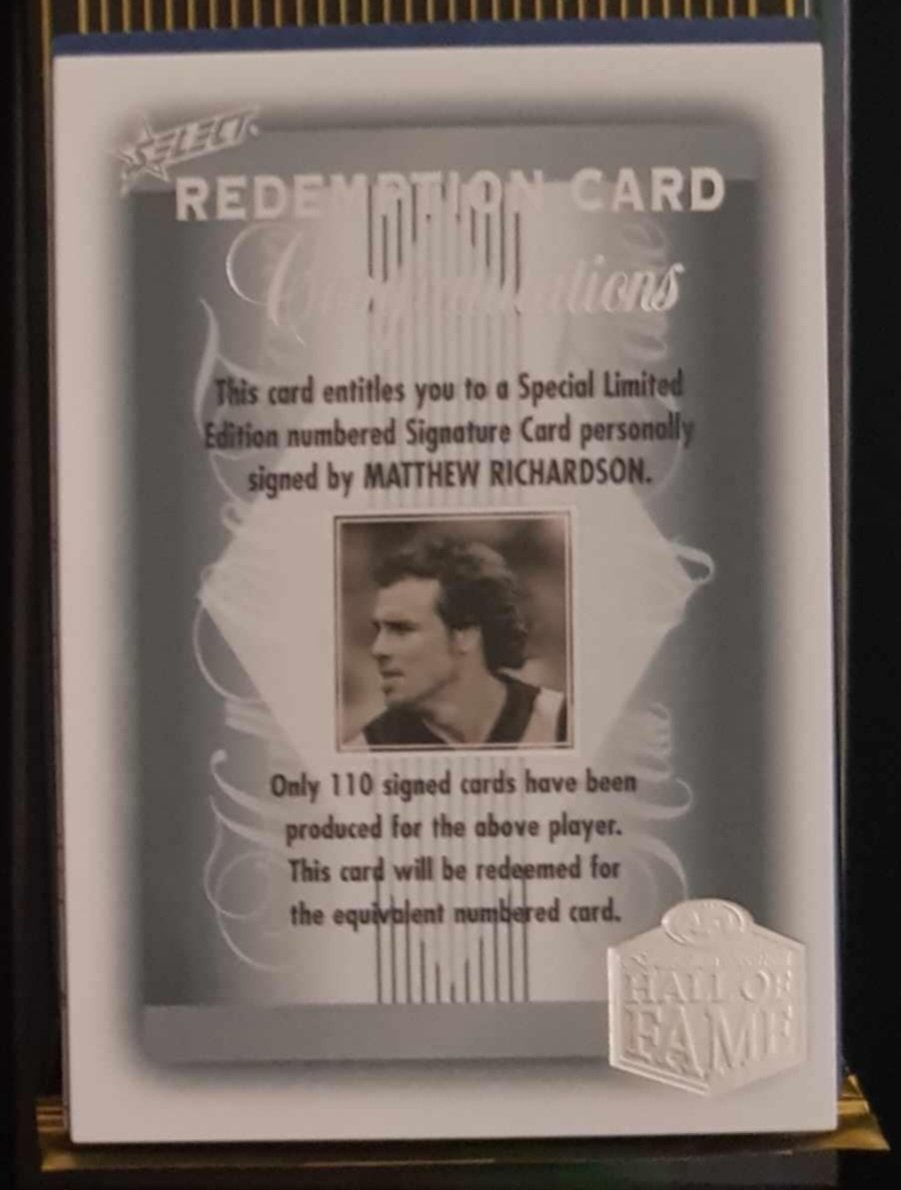 SELECT
REDEMPTION CARD
Congratulations
This card entitles you to a Special Limited
Edition numbered Signature Card personally
signed by MATTHEW RICHARDSON.
Only 110 signed cards have been
produced for the above player.
This card will be redeemed for
the equivalent numbered card.
HALL OF
FAME